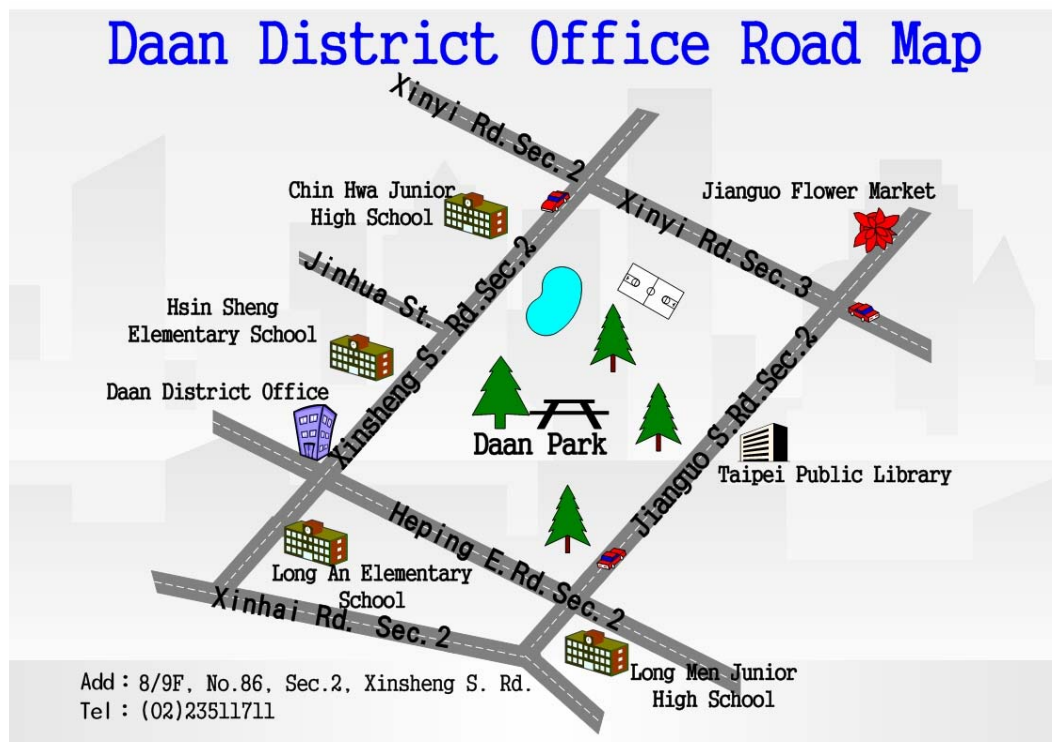 Daan District Office Road Map
Xinyi Rd. Sec. 2
Chin Hwa Junior
High School
Jianguo Flower Market
Xinyi Rd. Sec. 3
Jinhua St.
Xinsheng S. Rd. Sec. 2
Hsin Sheng
Elementary School
Daan District Office
Daan Park
Jianguo S. Rd. Sec. 2
Taipei Public Library
Heping E. Rd. Sec. 2
Long An Elementary
School
Xinhai Rd. Sec. 2
Long Men Junior
High School
Add : 8/9F, No.86, Sec.2, Xinsheng S. Rd.
Tel : (02)23511711